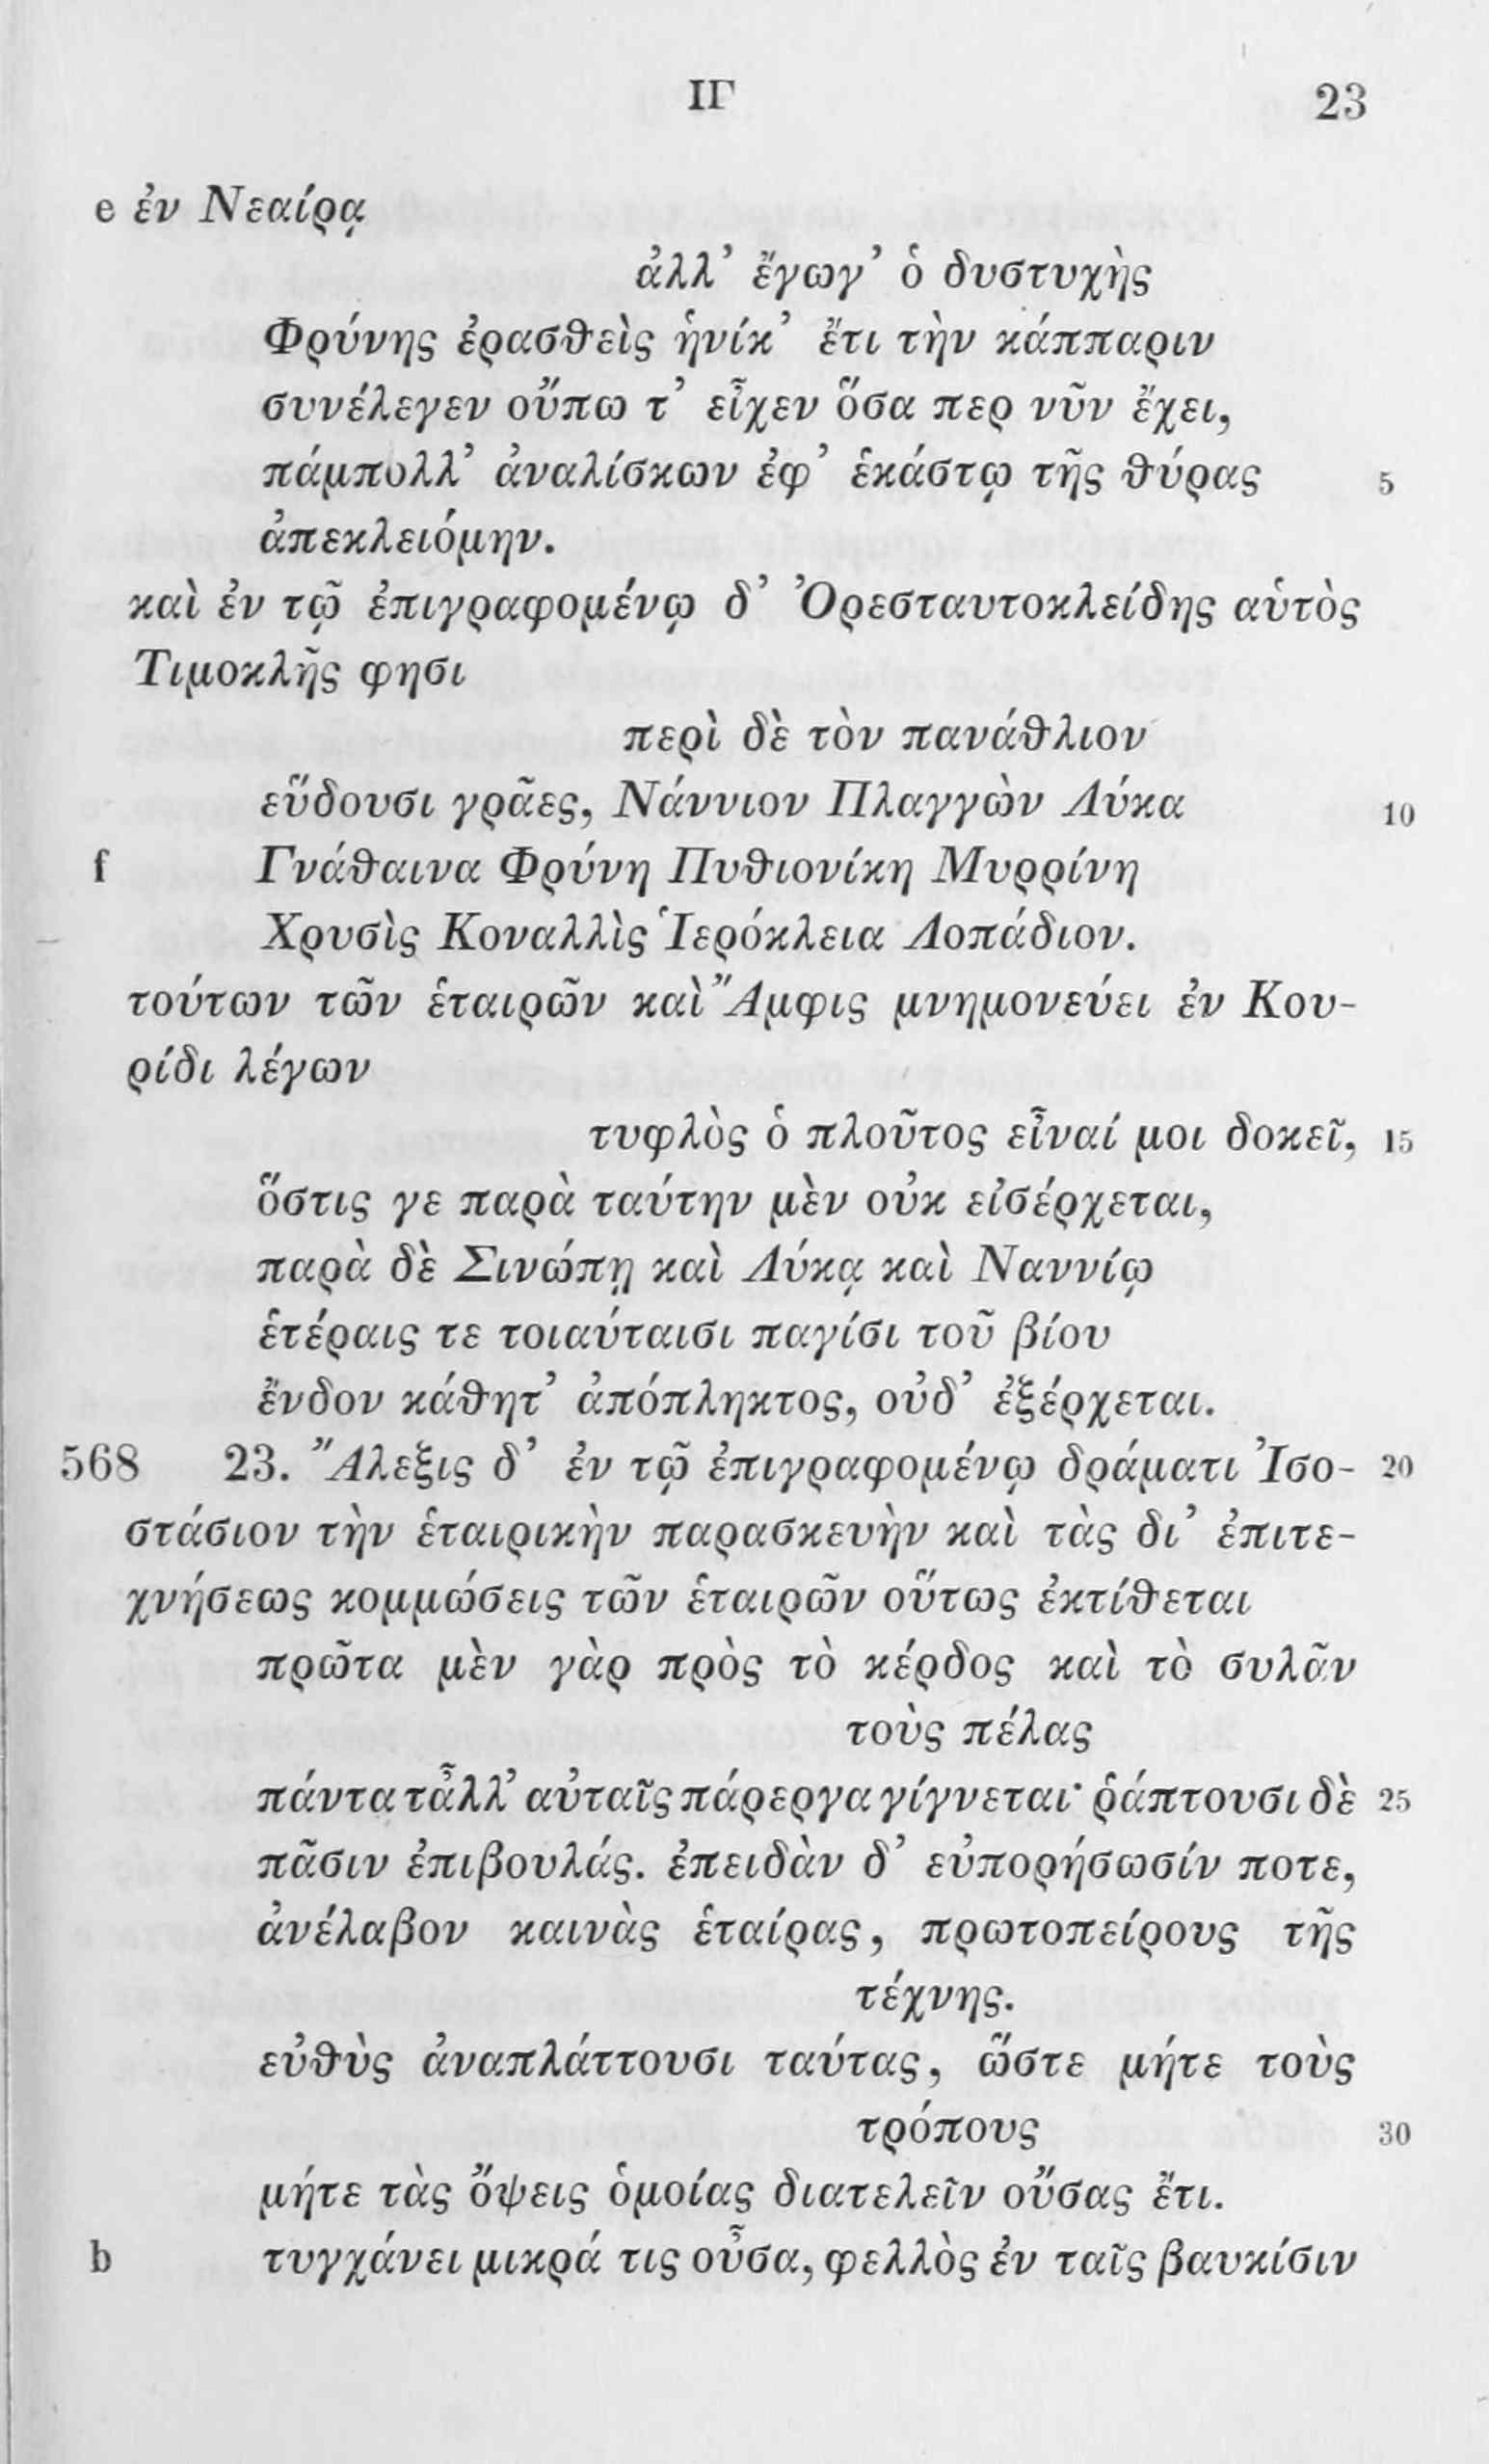 ΙΓ 23
e ἐν Νεαίρᾳ
ἀλλ’ ἔγωγ’ ὁ δυστυχὴς
Φρύνης ἐρασθεὶς ἡνίκ’ ἔτι τὴν κάππαριν
συνέλεγεν οὔπω τ’ εἶχεν ὅσα περ νῦν ἔχει,
πάμπολλ’ ἀναλίσκων ἐφ’ ἑκάστῳ τῆς θύρας 5
ἀπεκλειόμην.
καὶ ἐν τῷ ἐπιγραφομένῳ δ’ Ὀρεσταυτοκλείδης αὑτὸς
Τιμοκλῆς φησι
περὶ δὲ τὸν πανάθλιον
εὕδουσι γρᾶες, Νάννιον Πλαγγὼν Λύκα 10
f Γνάθαινα Φρύνη Πυθιονίκη Μυρρίνη
Χρυσὶς Κοναλλὶς Ἱερόκλεια Λοπάδιον.
τούτων τῶν ἑταιρῶν καὶ Ἄμφις μνημονεύει ἐν Κου-
ρίδι λέγων
τυφλὸς ὁ πλοῦτος εἶναί μοι δοκεῖ, 15
ὅστις γε παρὰ ταύτην μὲν οὐκ εἰσέρχεται,
παρὰ δὲ Σινώπῃ καὶ Λύκᾳ καὶ Ναννίῳ
ἑτέραις τε τοιαύταισι παγίσι τοῦ βίου
ἔνδον κάθητ’ ἀπόπληκτος, οὐδ’ ἐξέρχεται.
568 23. Ἄλεξις δ’ ἐν τῷ ἐπιγραφομένῳ δράματι Ἰσο- 20
στάσιον τὴν ἑταιρικὴν παρασκευὴν καὶ τὰς δι’ ἐπιτε-
χνήσεως κομμώσεις τῶν ἑταιρῶν οὕτως ἐκτίθεται
πρῶτα μὲν γὰρ πρὸς τὸ κέρδος καὶ τὸ συλᾶν
τοὺς πέλας
πάντα τἆλλ’ αὐταῖς πάρεργα γίγνεται· ῥάπτουσι δὲ 25
πᾶσιν ἐπιβουλάς. ἐπειδὰν δ’ εὐπορήσωσίν ποτε,
ἀνέλαβον καινὰς ἑταίρας, πρωτοπείρους τῆς
τέχνης.
εὐθὺς ἀναπλάττουσι ταύτας, ὥστε μήτε τοὺς
τρόπους 30
μήτε τὰς ὄψεις ὁμοίας διατελεῖν οὔσας ἔτι.
b τυγχάνει μικρά τις οὖσα, φελλὸς ἐν ταῖς βαυκίσιν